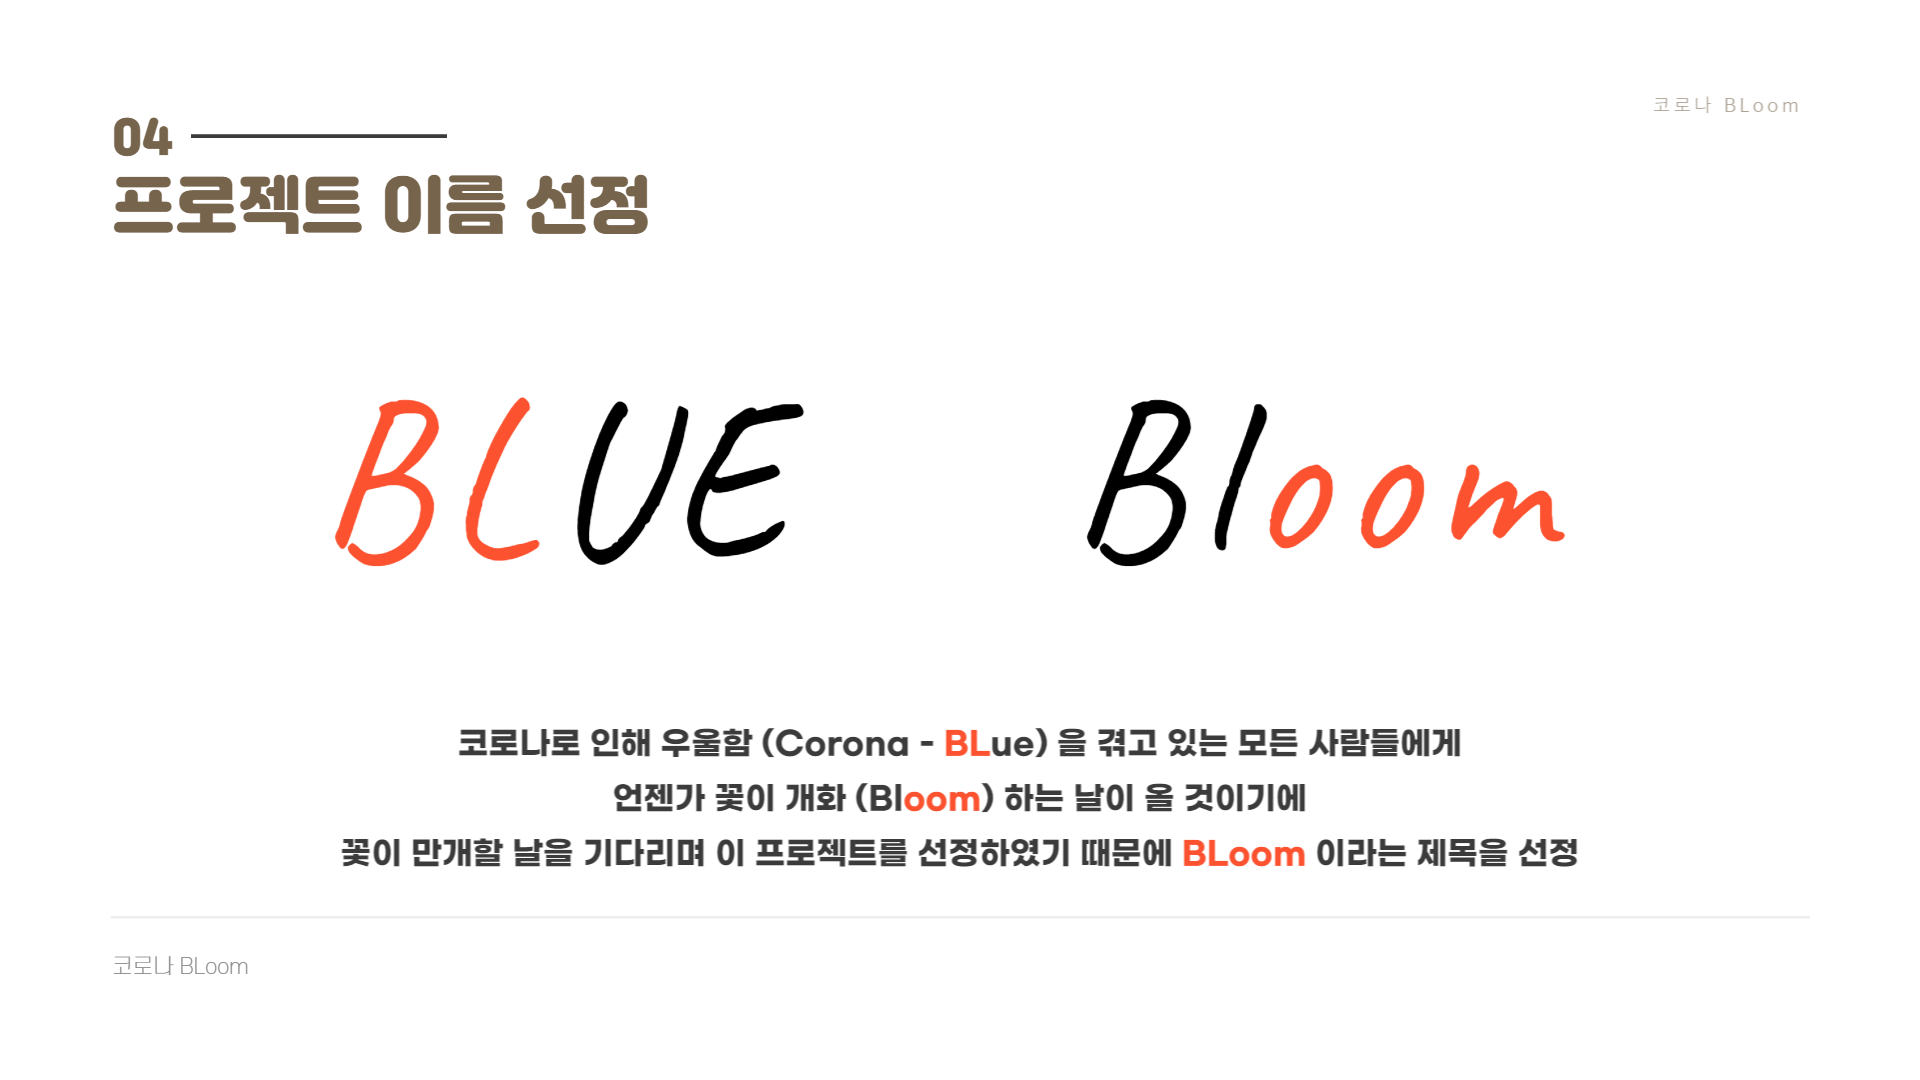 코로나 BLoom
04
프로젝트 이름 선정
BLUE Bloom
코로나로 인해 우울함 (Corona - BLue) 을 겪고 있는 모든 사람들에게
언젠가 꽃이 개화 (Bloom) 하는 날이 올 것이기에
꽃이 만개할 날을 기다리며 이 프로젝트를 선정하였기 때문에 BLoom 이라는 제목을 선정
코로나 BLoom